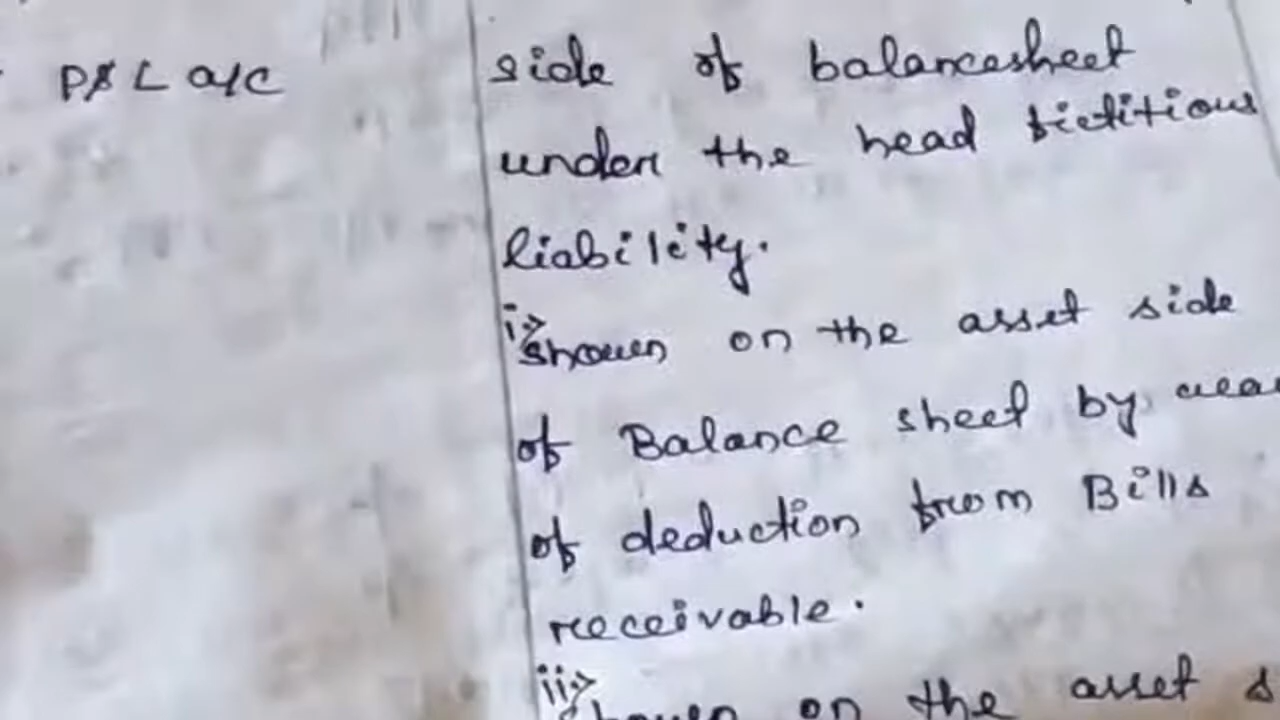 P&L a/c
side of balancesheet
under the head fictitious
liability.
i>
shown on the asset side
of Balance sheet by
of deduction from Bills
receivable.
ii>
shown on the asset